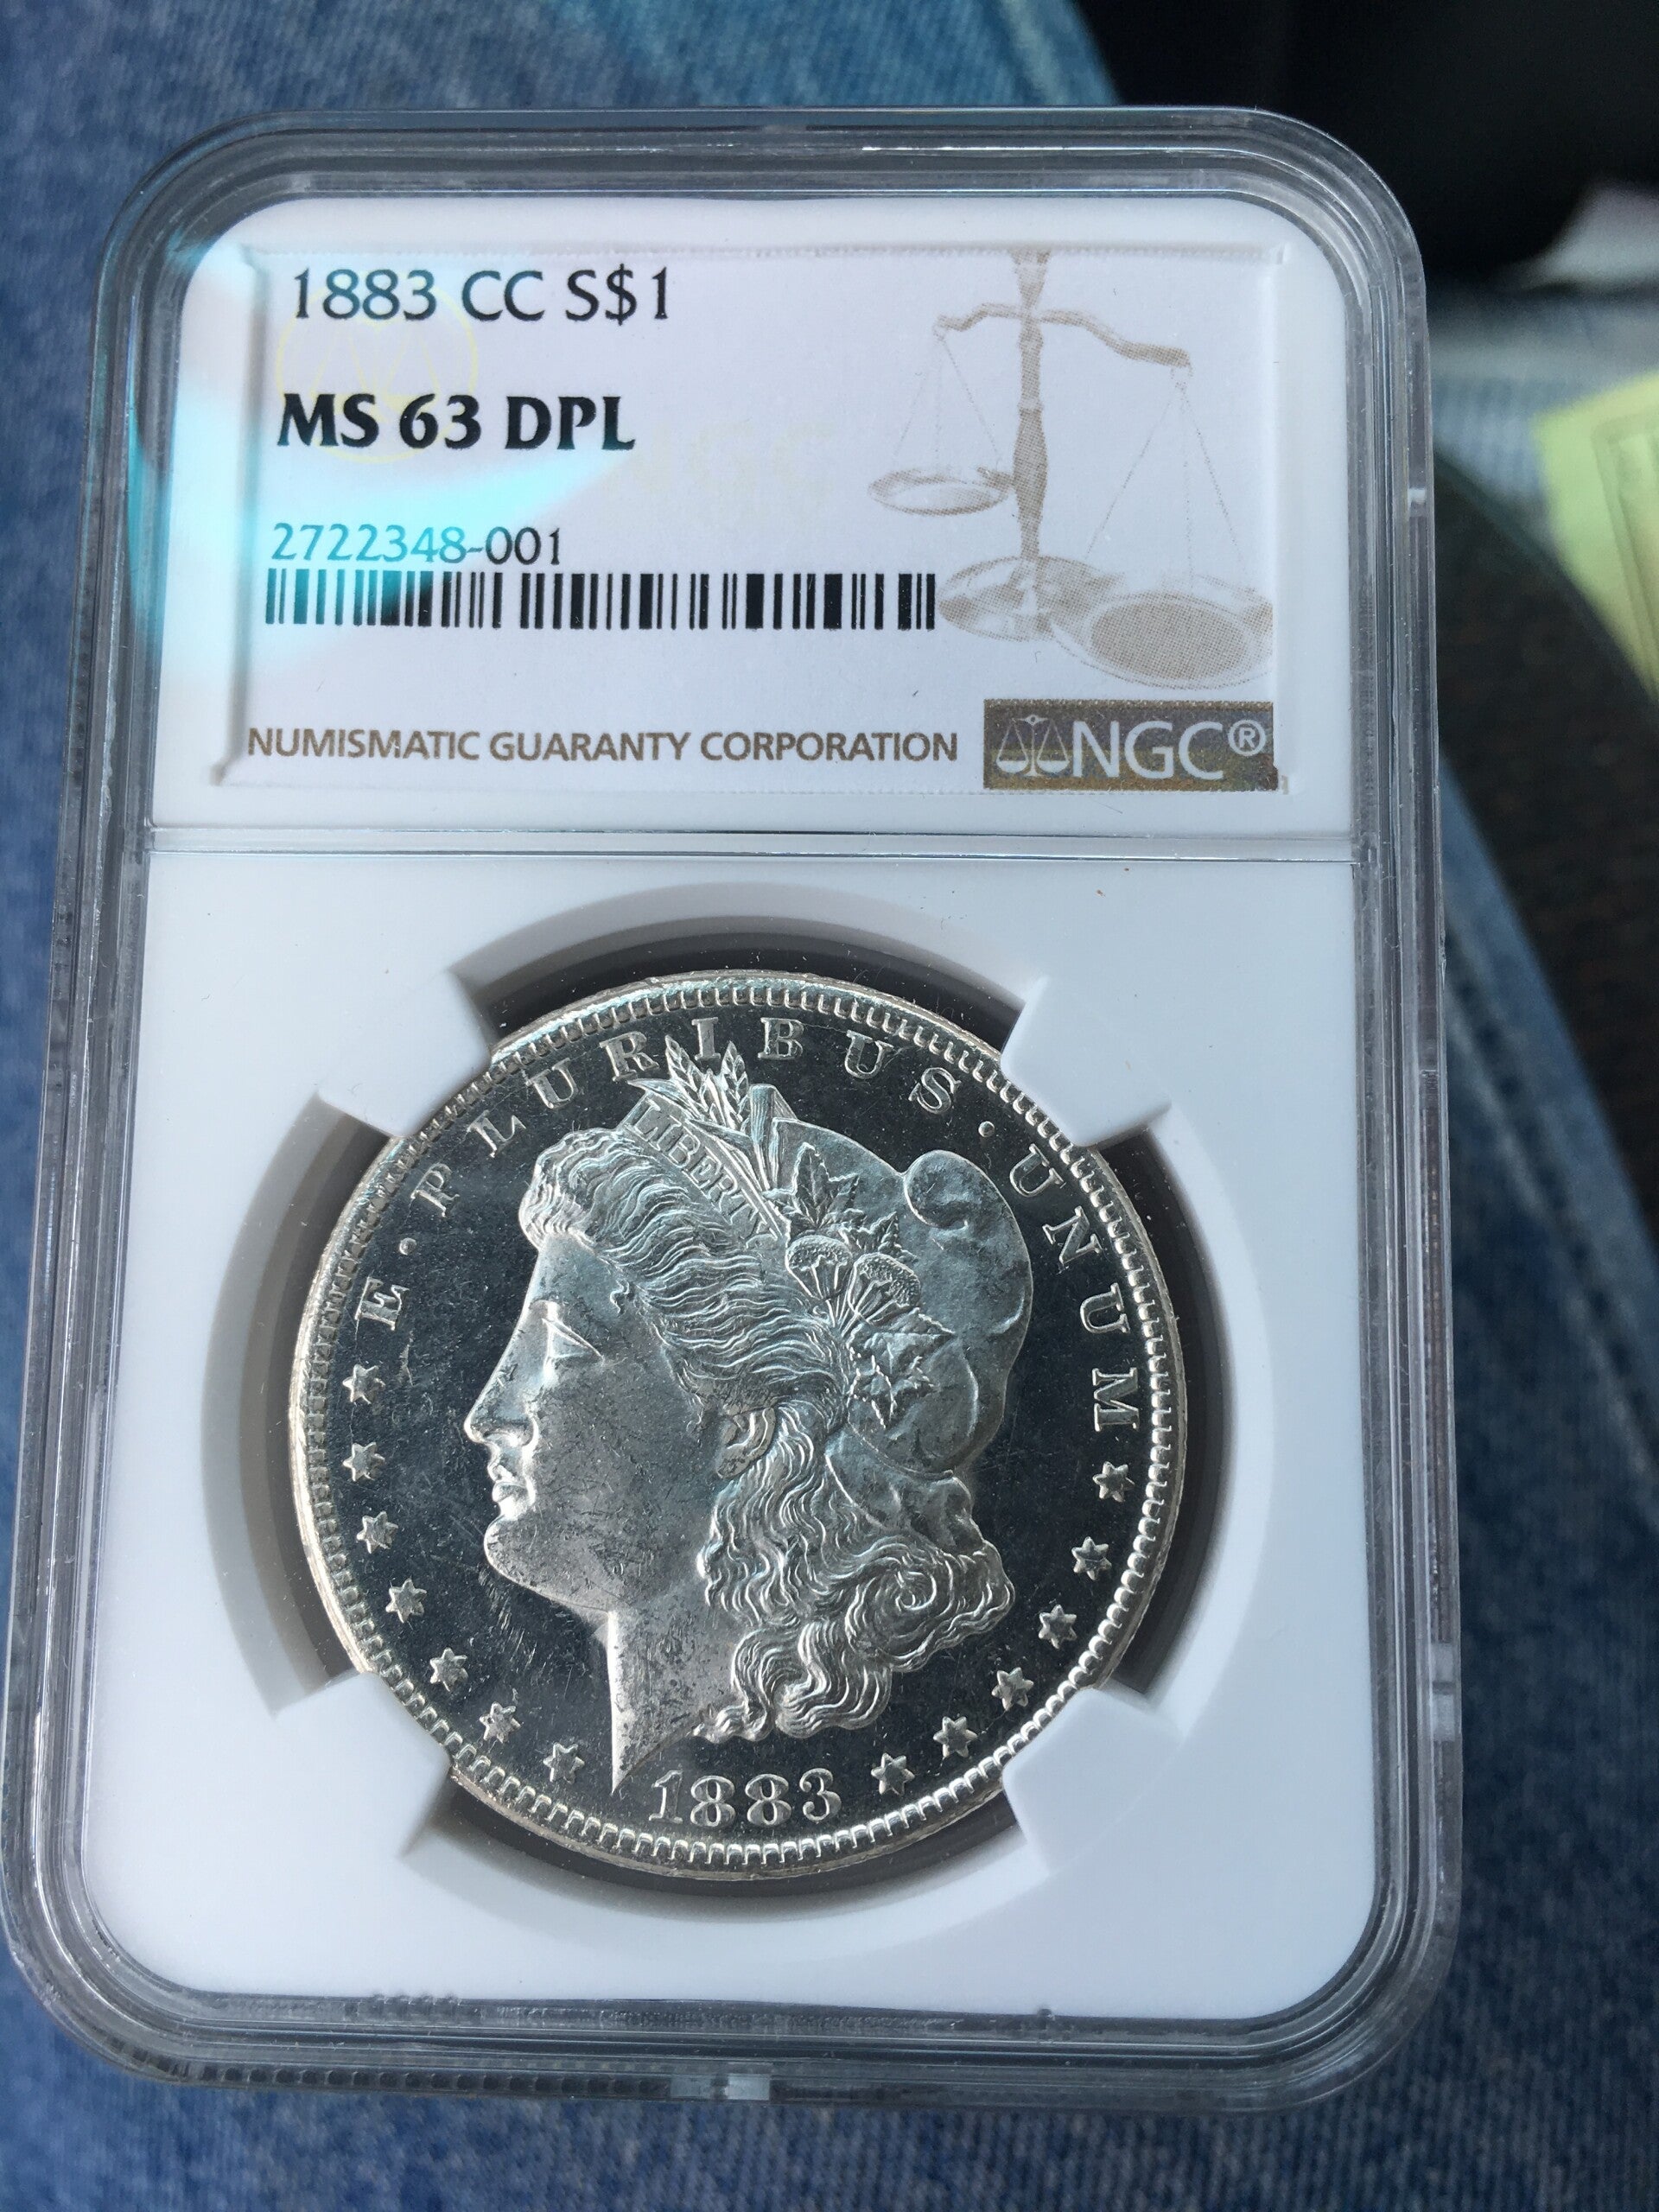 1883 CC S$1
MS 63 DPL
2722348-001
NUMISMATIC GUARANTY CORPORATION
NGC®
E · PLURIBUS · UNUM
LIBERTY
1883